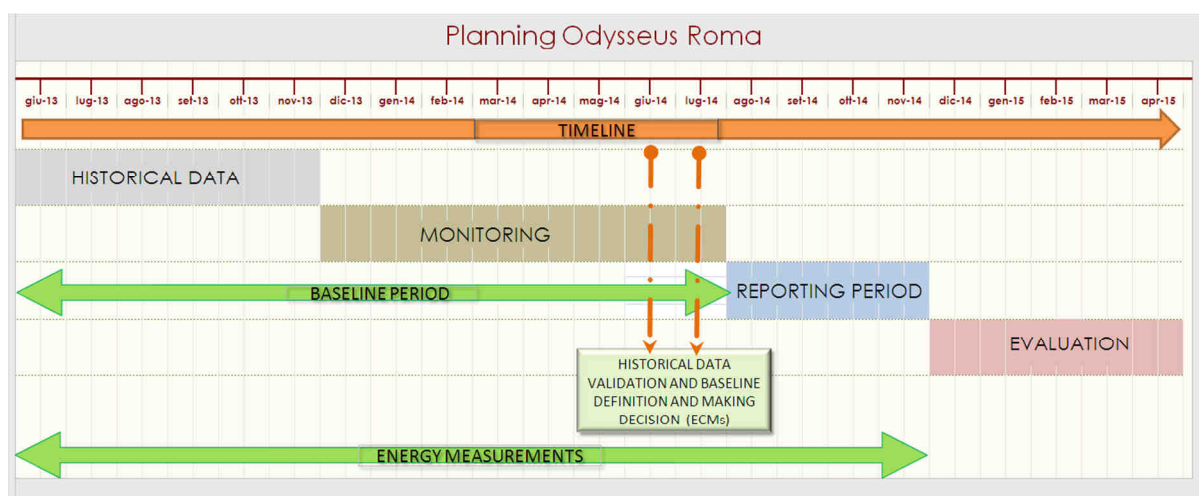 Planning Odysseus Roma
giu-13 lug-13 ago-13 set-13 ott-13 nov-13 dic-13 gen-14 feb-14 mar-14 apr-14 mag-14 giu-14 lug-14 ago-14 set-14 ott-14 nov-14 dic-14 gen-15 feb-15 mar-15 apr-15
TIMELINE
HISTORICAL DATA
MONITORING
BASELINE PERIOD
REPORTING PERIOD
EVALUATION
HISTORICAL DATA
VALIDATION AND BASELINE
DEFINITION AND MAKING
DECISION (ECMs)
ENERGY MEASUREMENTS